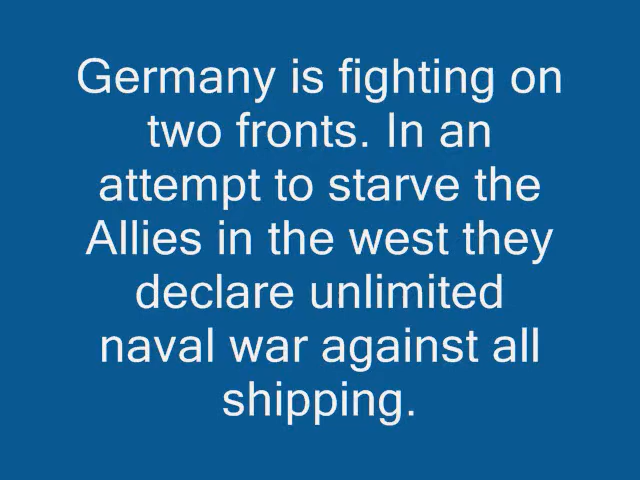 Germany is fighting on
two fronts. In an
attempt to starve the
Allies in the west they
declare unlimited
naval war against all
shipping.